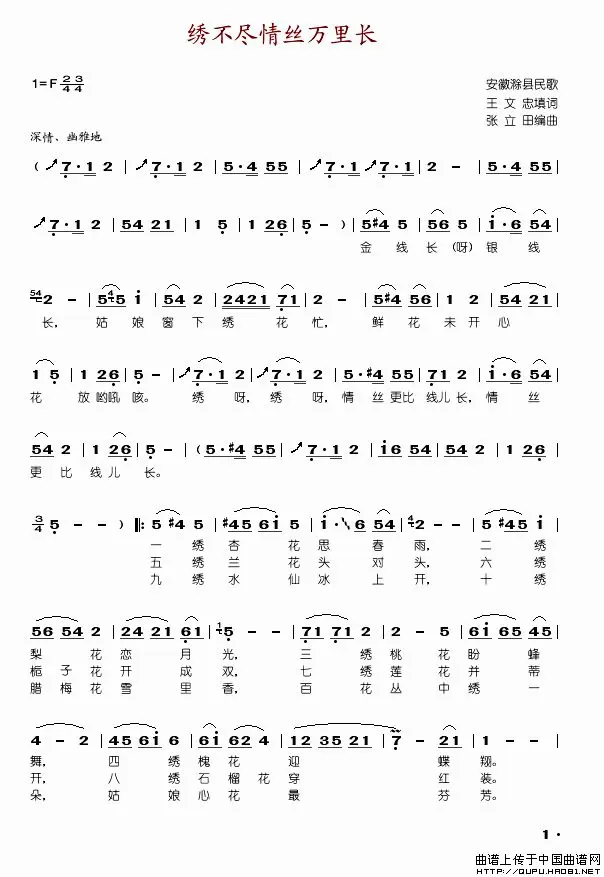 绣不尽情丝万里长
1=F 2/4 3/4
安徽滁县民歌
王 文 忠填词
张 立 田编曲
深情、幽雅地
( 7·1 2 | 7·1 2 | 5·4 55 | 7·1 7·1 | 2 - | 5·4 55 |
7·1 2 | 54 21 | 1 5 | 1 26 | 5 - ) | 5#4 5 | 56 5 | i·6 54 |
金 线 长 (呀) 银 线
54 2 - | 5 4 5 i | 54 2 | 2421 71 | 2 - | 5#4 56 | 1 2 | 54 21 |
长, 姑 娘 窗 下 绣 花 忙, 鲜 花 未 开 心
1 5 | 1 26 | 5 - | 7·1 2 | 7·1 2 | 5·#4 55 | 71 2 | i·6 54 |
花 放 哟吼 咳。 绣 呀, 绣 呀, 情 丝 更比 线儿 长, 情 丝
54 2 | 1 26 | 5 - | (5·#4 55 | 7·1 2 | i6 54 | 54 2 | 1 26 |
更 比 线 儿 长。
3/4 5 - - ) |: 5 #4 5 | #45 6i 5 | i· 6 54 | 4 2 - - | 5 #45 i |
一 绣 杏 花 思 春 雨, 二 绣
五 绣 兰 花 头 对 头, 六 绣
九 绣 水 仙 冰 上 开, 十 绣
56 54 2 | 24 21 61 | 1 5 - - | 71 71 2 | 2 - 5 | 6i 65 45 |
梨 花 恋 月 光, 三 绣 桃 花 盼 蜂
栀 子 花 开 成 双, 七 绣 莲 花 并 蒂
腊 梅 花 雪 里 香, 百 花 丛 中 绣 一
4 - 2 | 45 6i 6 | 6i 62 4 | 12 35 21 | 7 - 21 | 2 - - |
舞, 四 绣 槐 花 迎 蝶 翔。
开, 八 绣 石 榴 花 穿 红 装。
朵, 姑 娘 心 花 最 芬 芳。
1 ·
曲谱上传于中国曲谱网
HTTP://QUPU.HAO81.NET